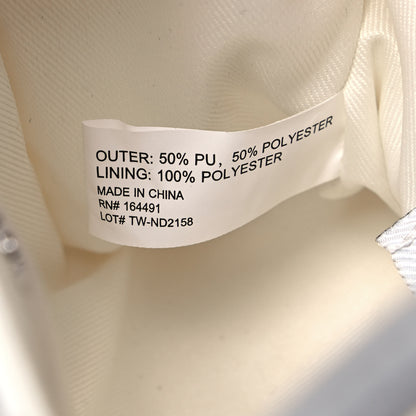 OUTER: 50% PU, 50% POLYESTER
LINING: 100% POLYESTER
MADE IN CHINA
RN# 164491
LOT# TW-ND2158